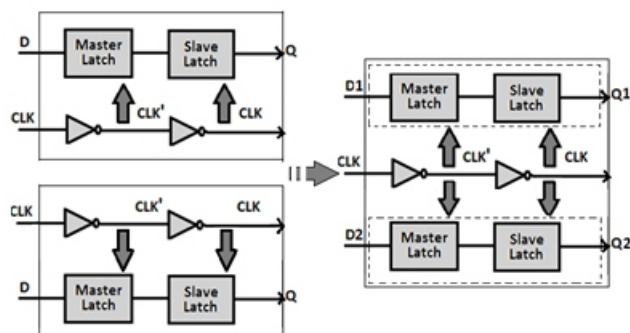 D
Master
Latch
Slave
Latch
Q
CLK
CLK'
CLK
CLK
CLK'
CLK
D
Master
Latch
Slave
Latch
Q
D1
Master
Latch
Slave
Latch
Q1
CLK
CLK'
CLK
D2
Master
Latch
Slave
Latch
Q2